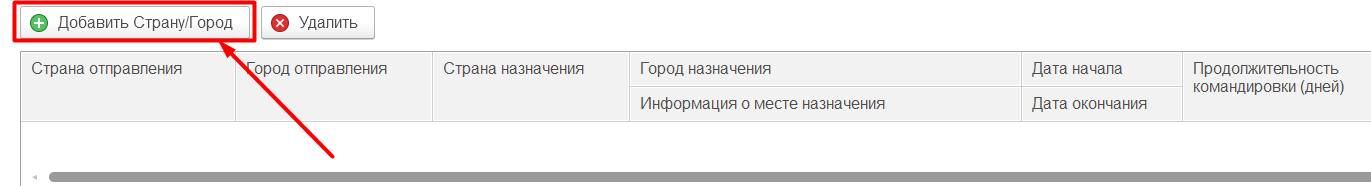 Добавить Страну/Город Удалить
Страна отправления Город отправления Страна назначения Город назначения Дата начала Продолжительность
командировки (дней)
Информация о месте назначения Дата окончания